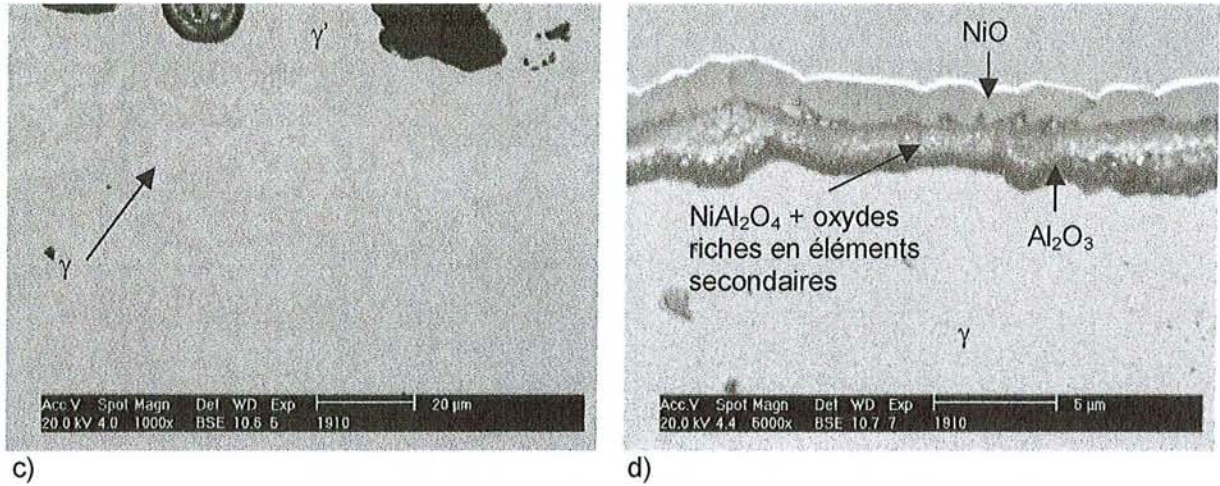 γ'
γ
Acc.V Spot Magn Det WD Exp 20 µm
20.0 kV 4.0 1000x BSE 10.6 5 1910
c)
NiO
NiAl₂O₄ + oxydes
riches en éléments
secondaires
Al₂O₃
γ
Acc.V Spot Magn Det WD Exp 5 µm
20.0 kV 4.4 6000x BSE 10.7 7 1910
d)